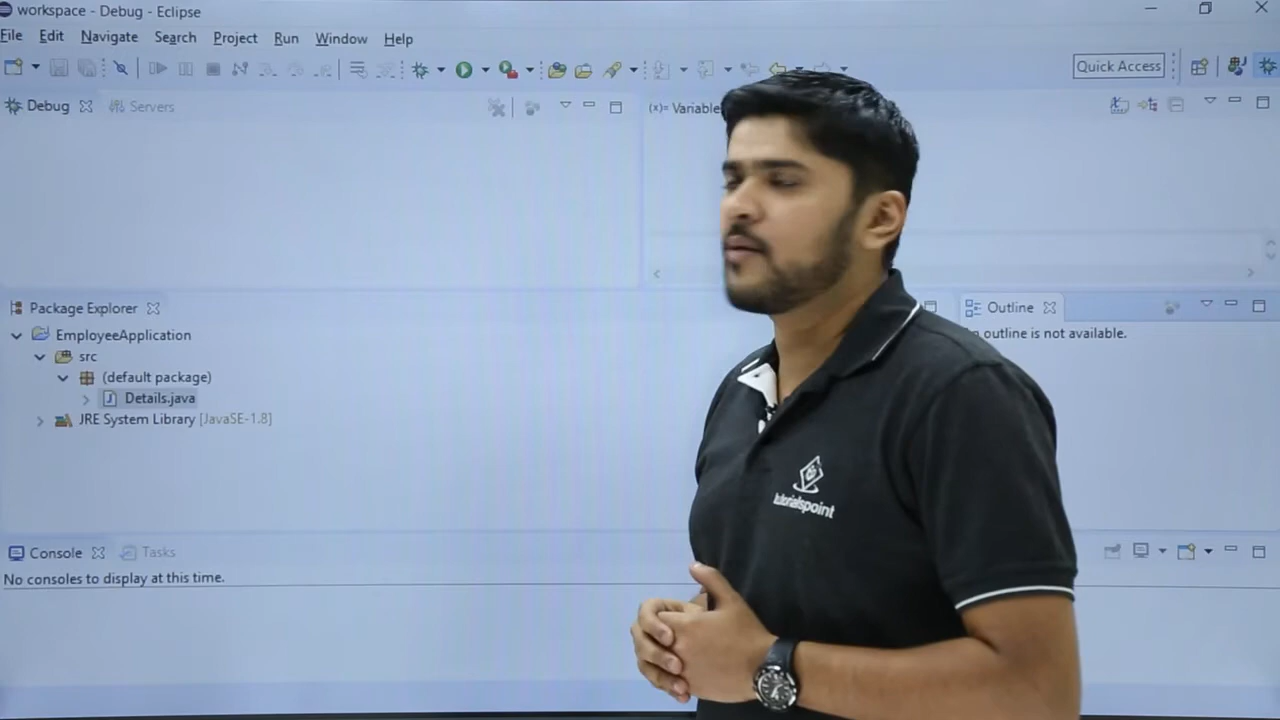 workspace - Debug - Eclipse
File Edit Navigate Search Project Run Window Help
Quick Access
Debug Servers
(x)= Variable
Package Explorer
Outline
outline is not available.
EmployeeApplication
src
(default package)
Details.java
JRE System Library [JavaSE-1.8]
tutorialspoint
Console Tasks
No consoles to display at this time.